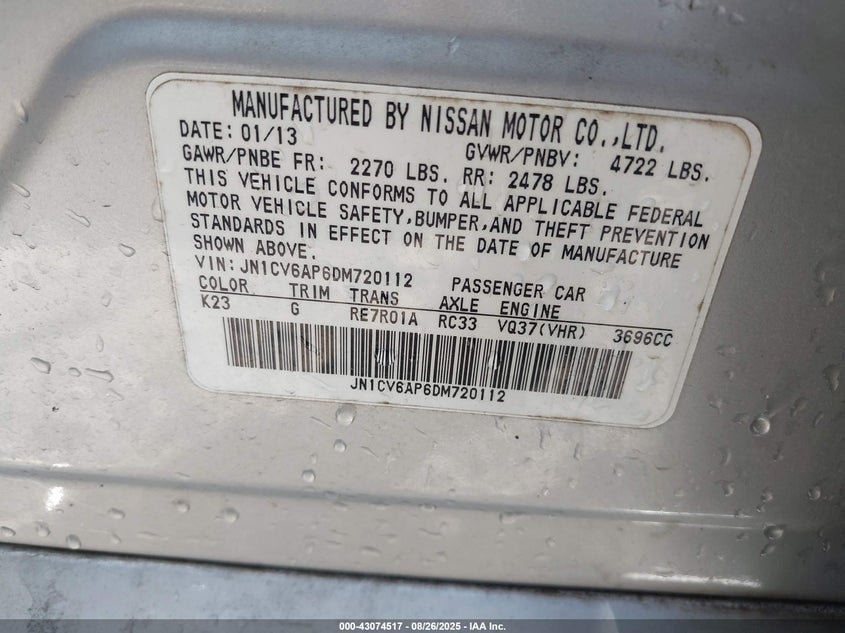 MANUFACTURED BY NISSAN MOTOR CO.,LTD.
DATE: 01/13 GVWR/PNBV: 4722 LBS.
GAWR/PNBE FR: 2270 LBS. RR: 2478 LBS.
THIS VEHICLE CONFORMS TO ALL APPLICABLE FEDERAL
MOTOR VEHICLE SAFETY,BUMPER,AND THEFT PREVENTION
STANDARDS IN EFFECT ON THE DATE OF MANUFACTURE
SHOWN ABOVE.
VIN:JN1CV6AP6DM720112 PASSENGER CAR
COLOR TRIM TRANS AXLE ENGINE
K23 G RE7R01A RC33 VQ37(VHR) 3696CC
JN1CV6AP6DM720112
000-43074517 - 08/26/2025 - IAA Inc.